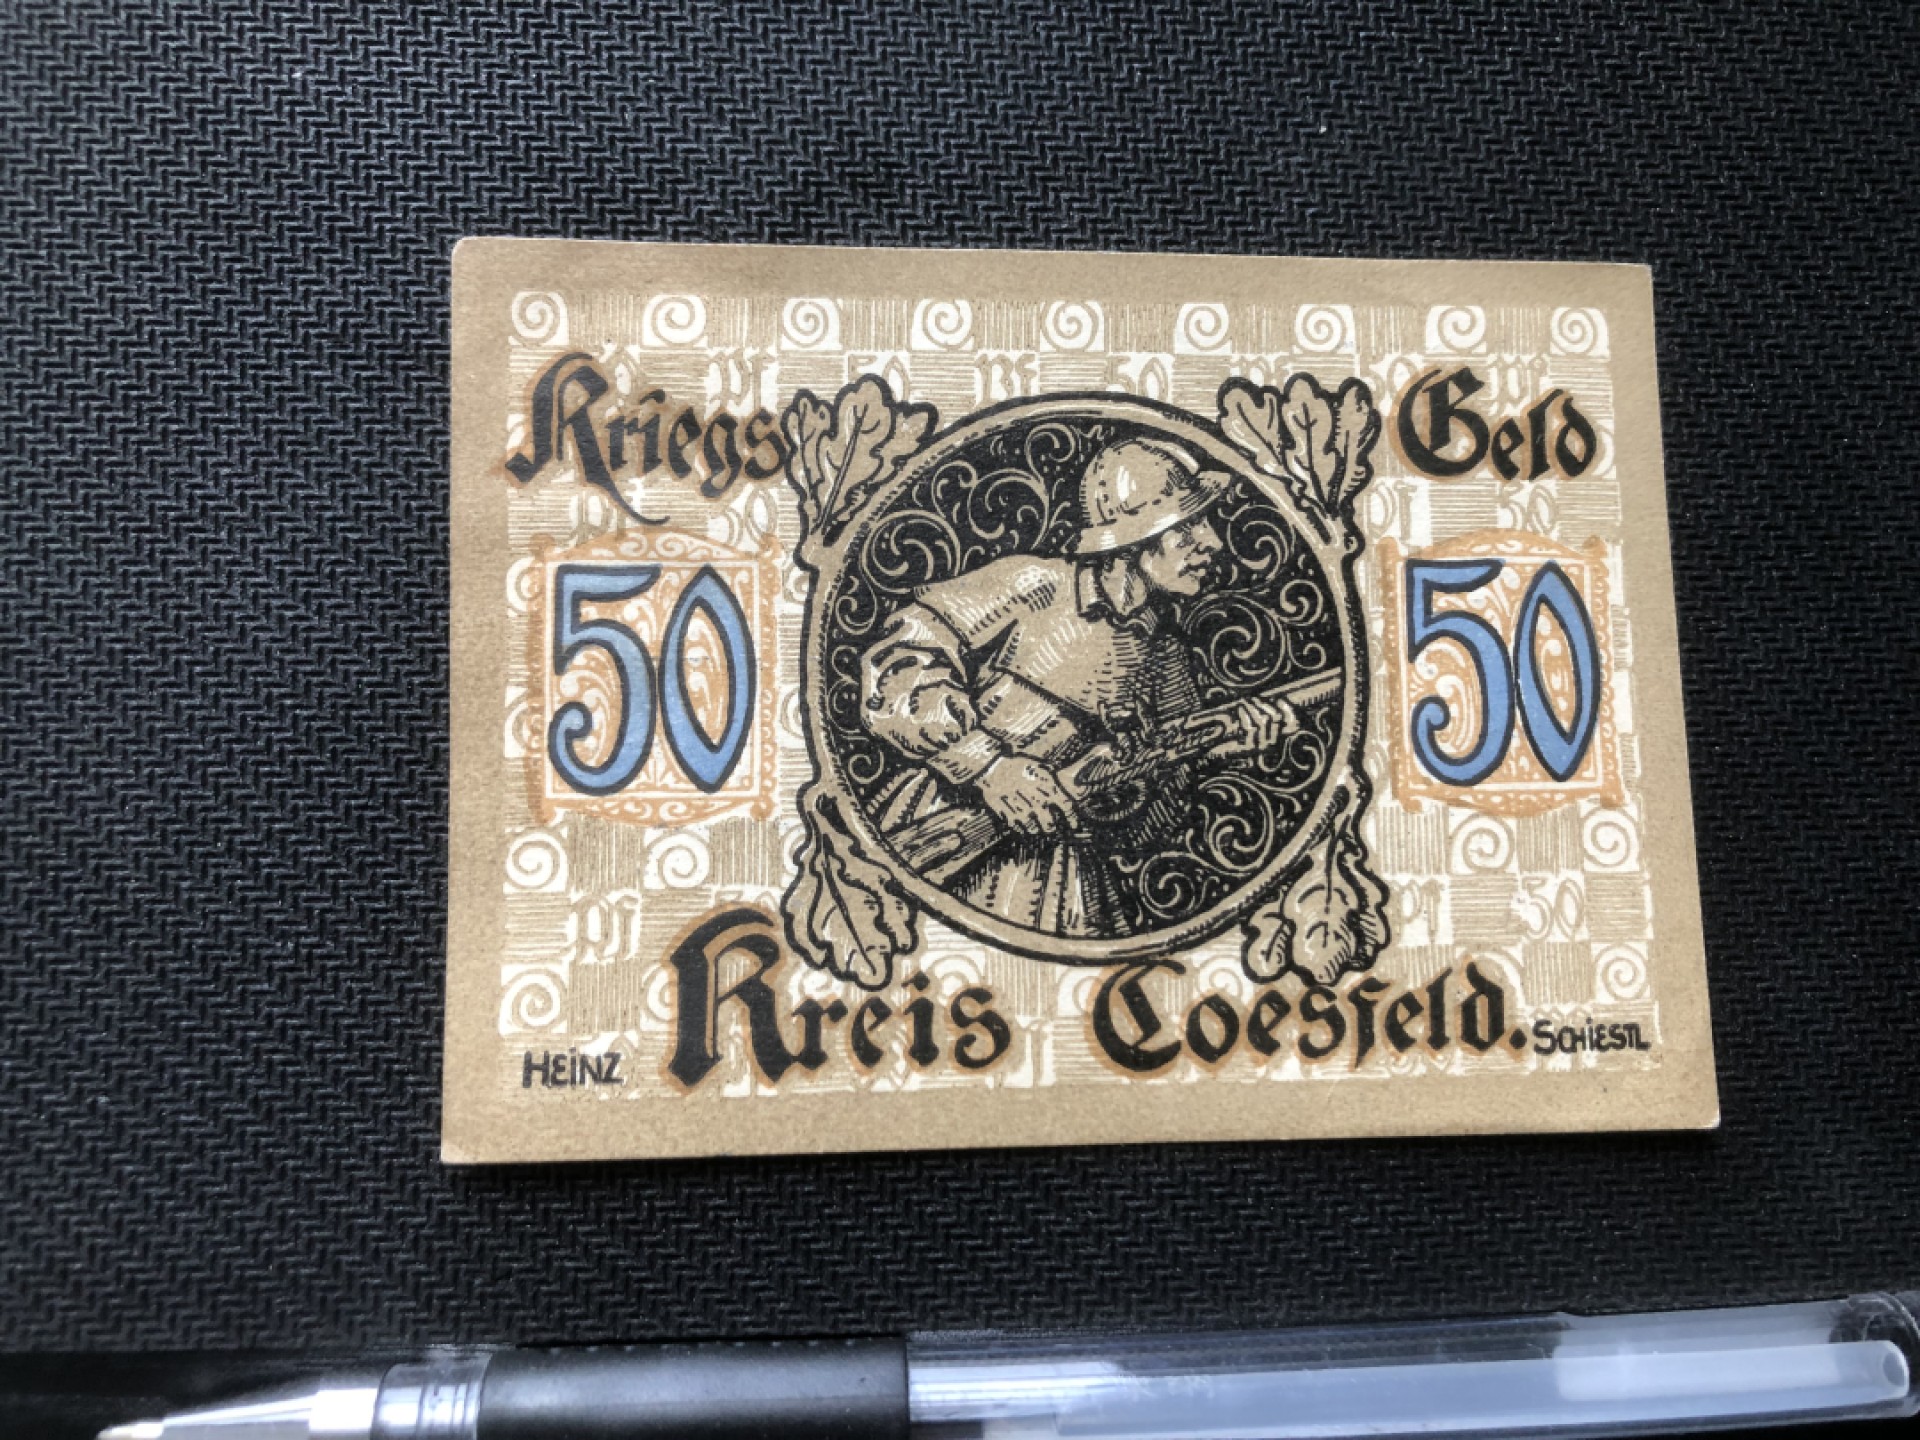 Kriegs Geld
50 50
Kreis Coesfeld.
HEINZ SCHIESTL